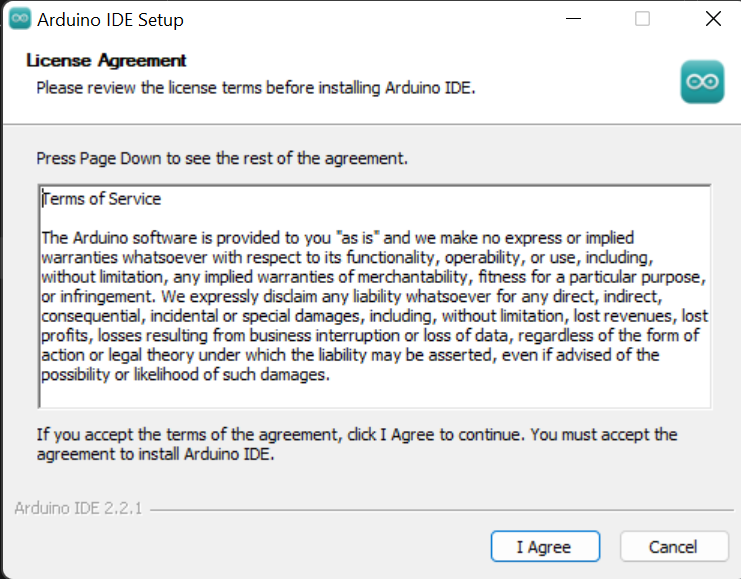 Arduino IDE Setup
License Agreement
Please review the license terms before installing Arduino IDE.
Press Page Down to see the rest of the agreement.
Terms of Service
The Arduino software is provided to you "as is" and we make no express or implied
warranties whatsoever with respect to its functionality, operability, or use, including,
without limitation, any implied warranties of merchantability, fitness for a particular purpose,
or infringement. We expressly disclaim any liability whatsoever for any direct, indirect,
consequential, incidental or special damages, including, without limitation, lost revenues, lost
profits, losses resulting from business interruption or loss of data, regardless of the form of
action or legal theory under which the liability may be asserted, even if advised of the
possibility or likelihood of such damages.
If you accept the terms of the agreement, click I Agree to continue. You must accept the
agreement to install Arduino IDE.
Arduino IDE 2.2.1
I Agree
Cancel